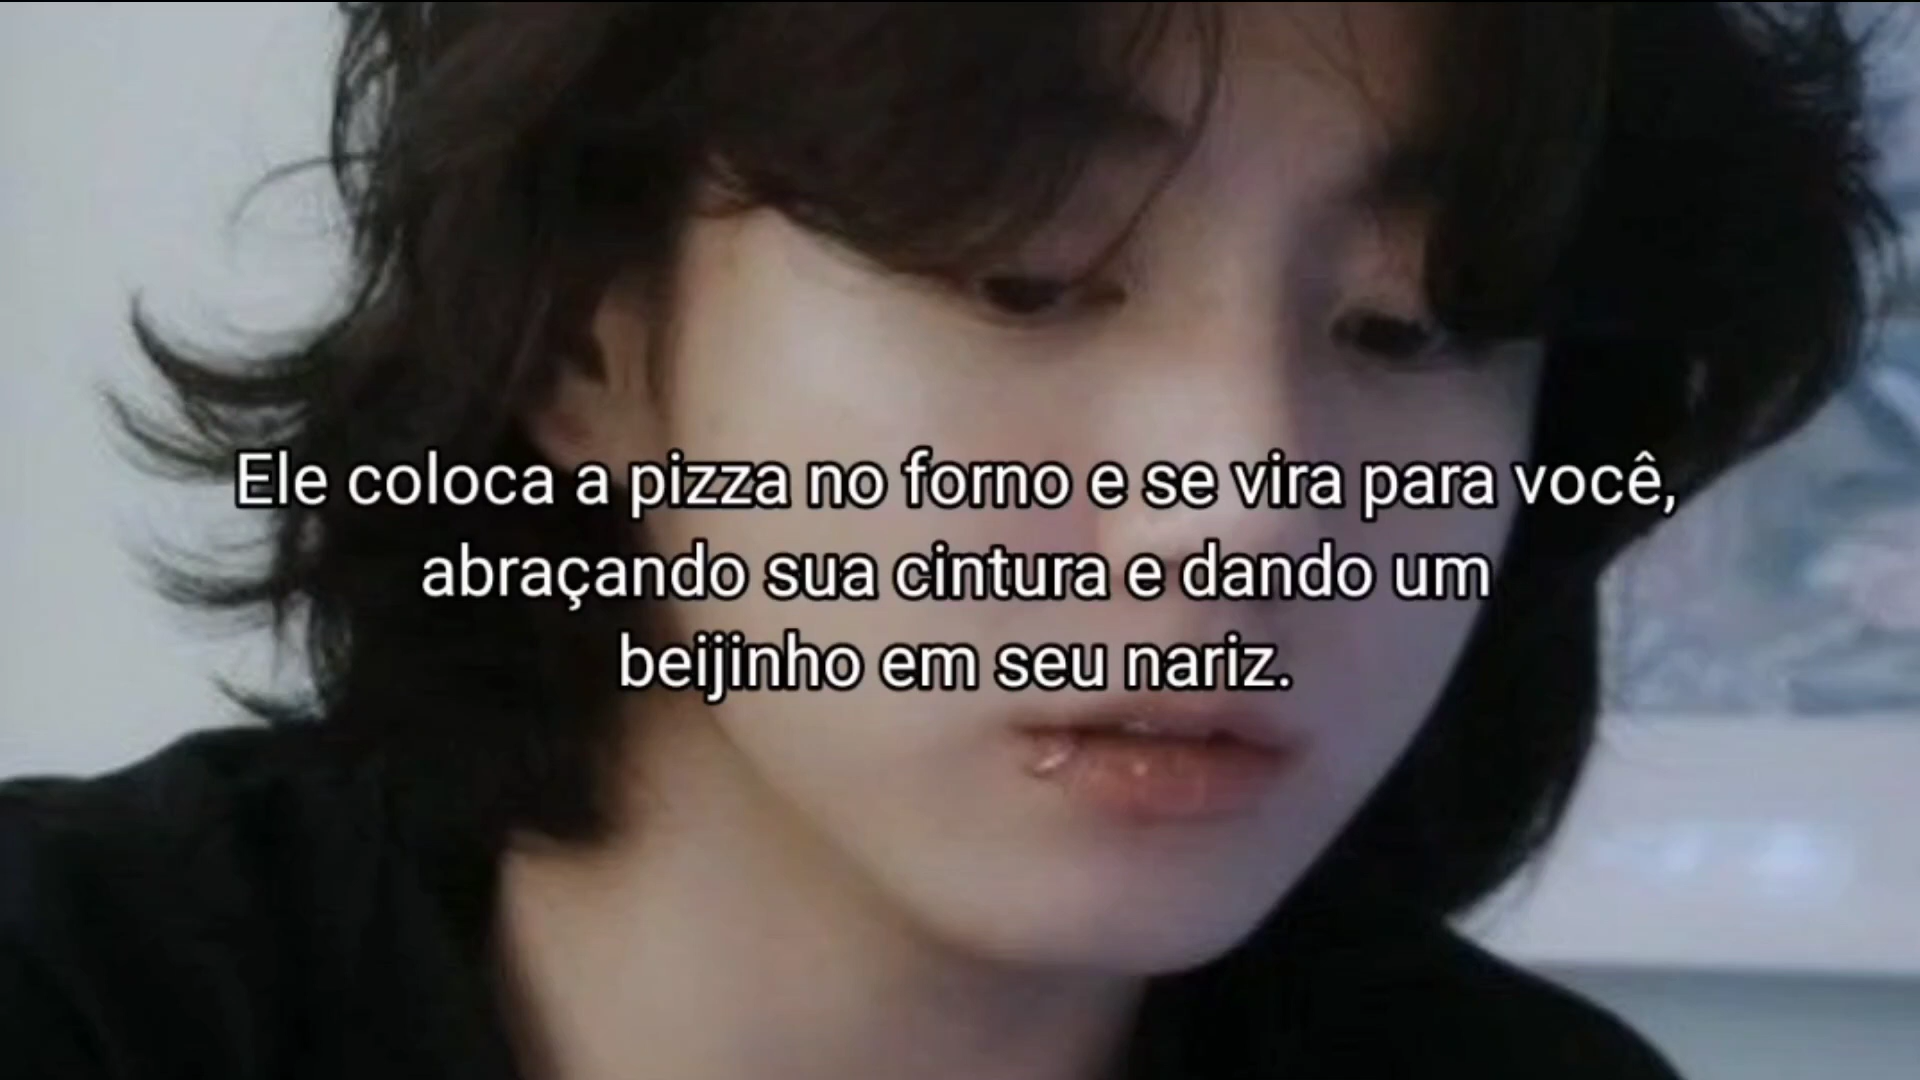 Ele coloca a pizza no forno e se vira para você,
abraçando sua cintura e dando um
beijinho em seu nariz.